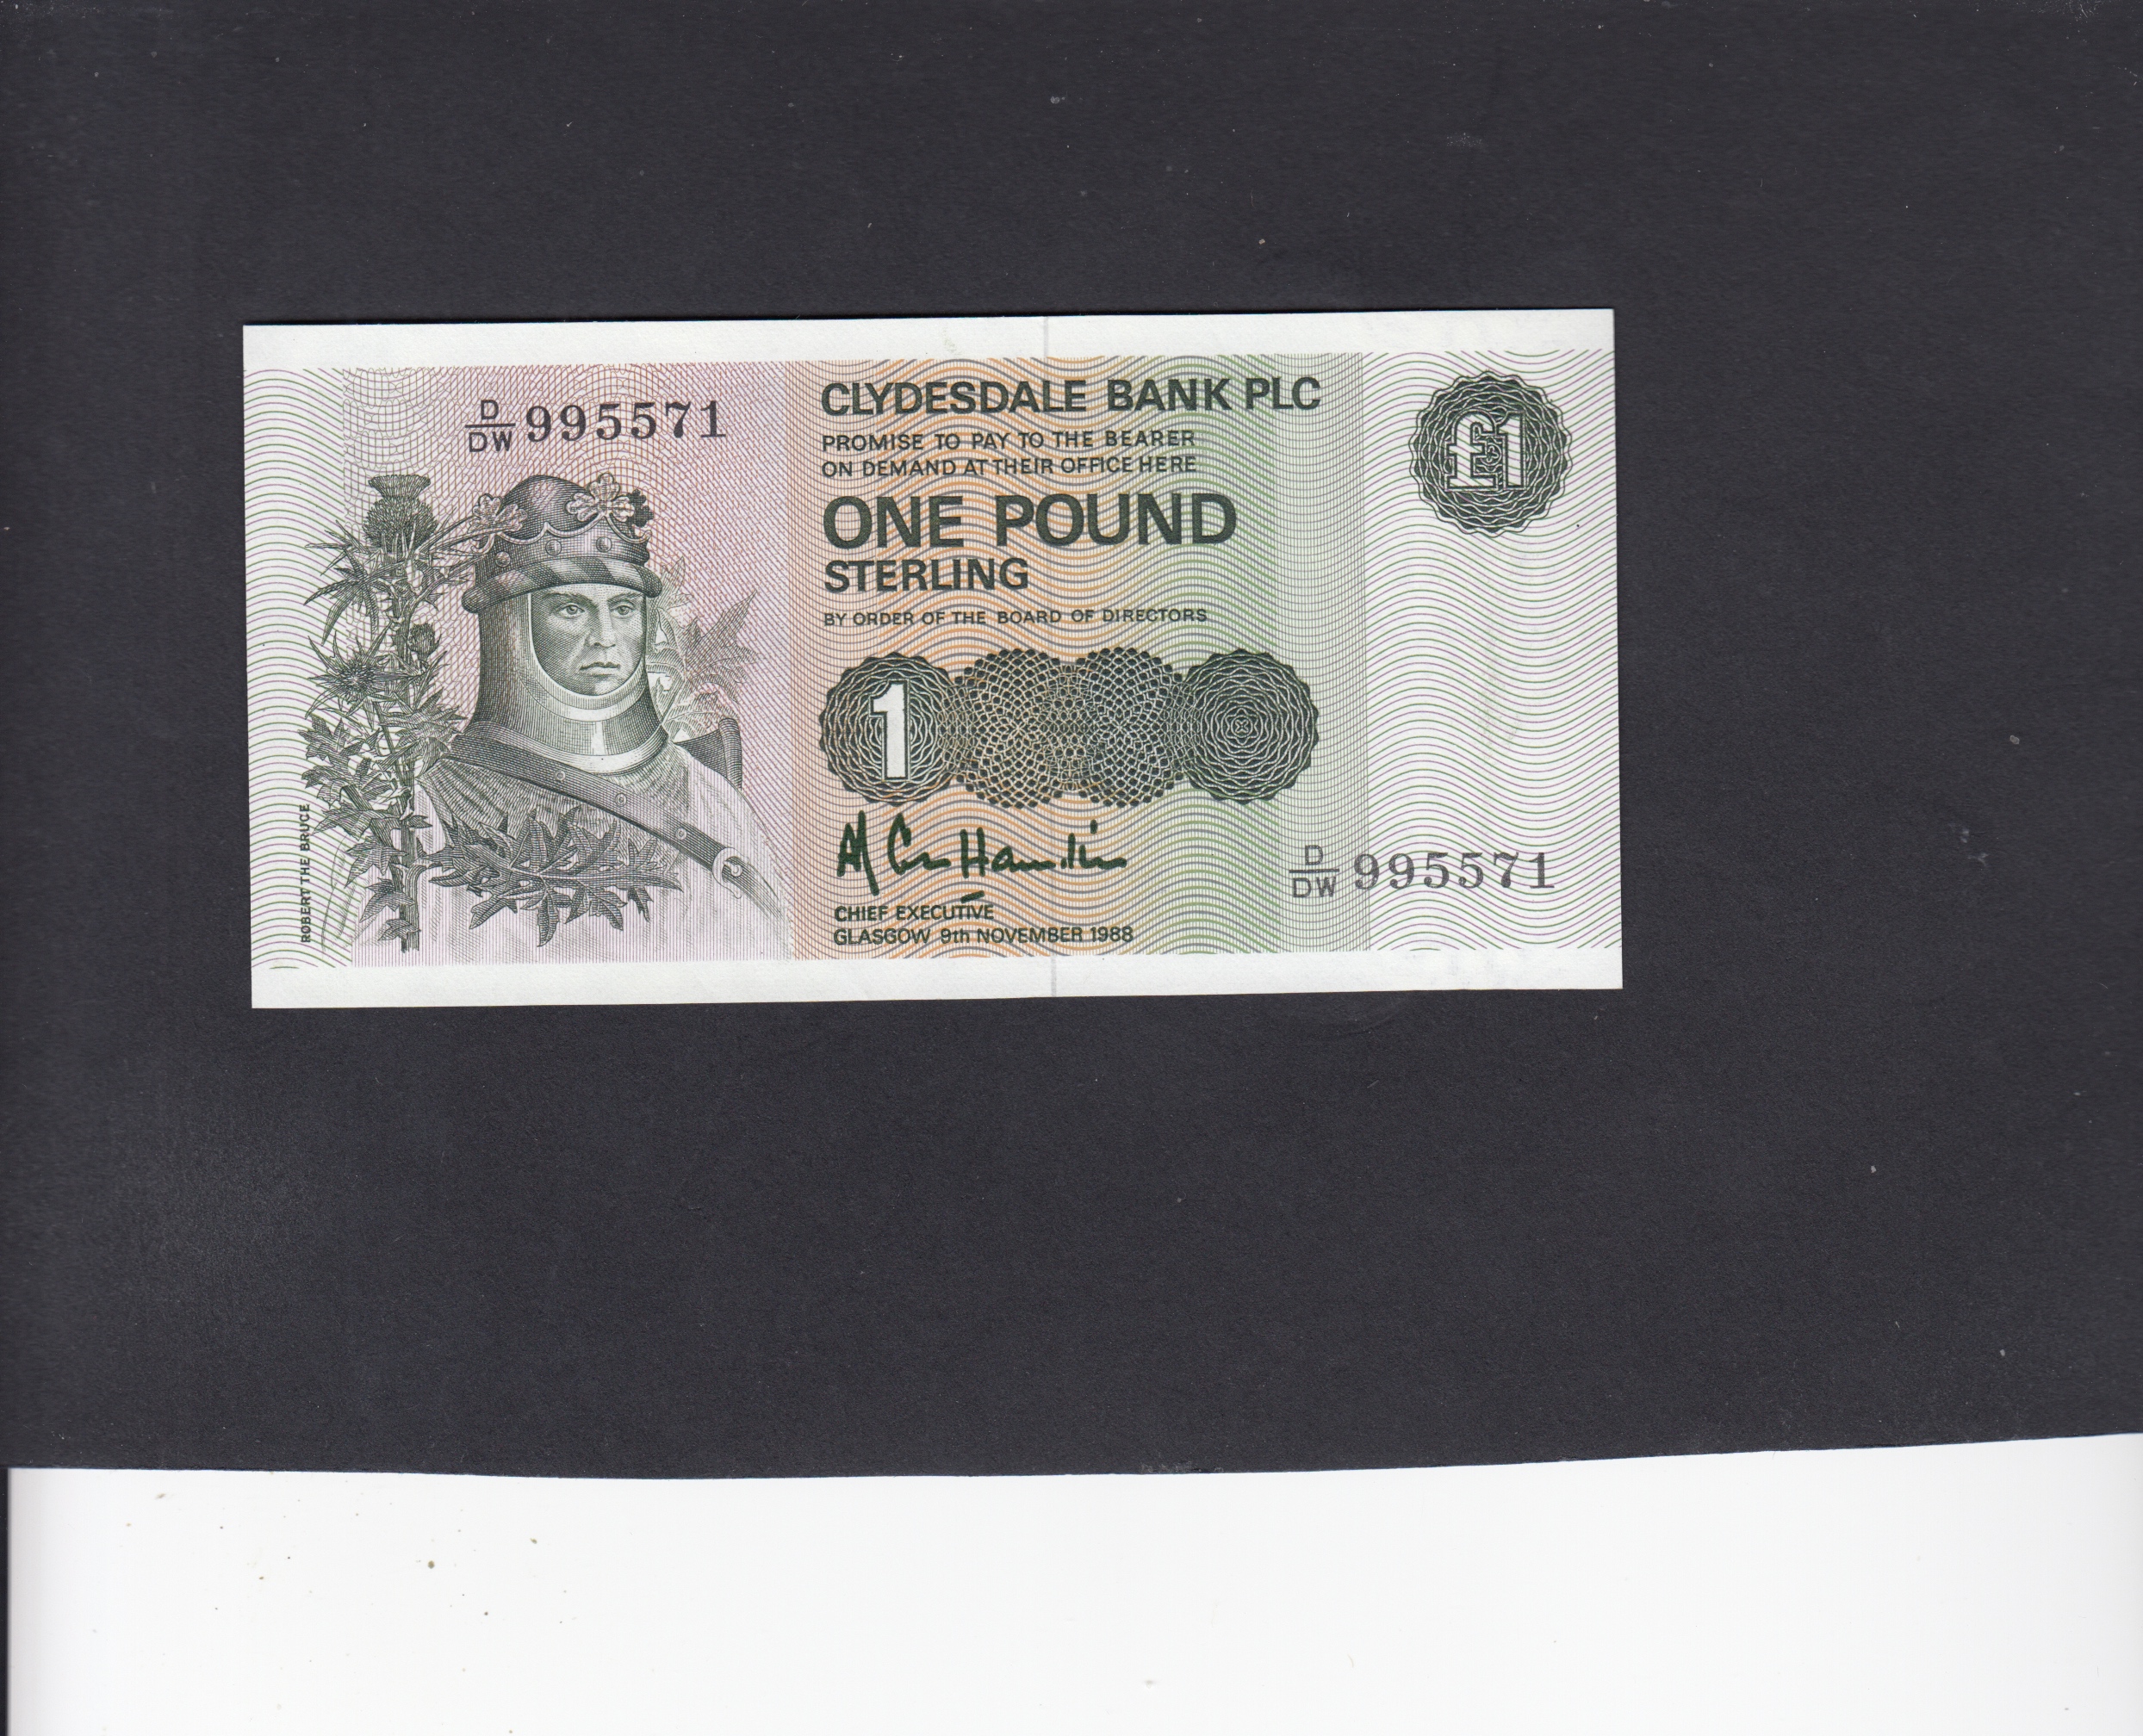 D/DW 995571
CLYDESDALE BANK PLC
PROMISE TO PAY TO THE BEARER
ON DEMAND AT THEIR OFFICE HERE
ONE POUND
STERLING
BY ORDER OF THE BOARD OF DIRECTORS
£1
1
CHIEF EXECUTIVE
GLASGOW 9th NOVEMBER 1988
D/DW 995571
ROBERT THE BRUCE